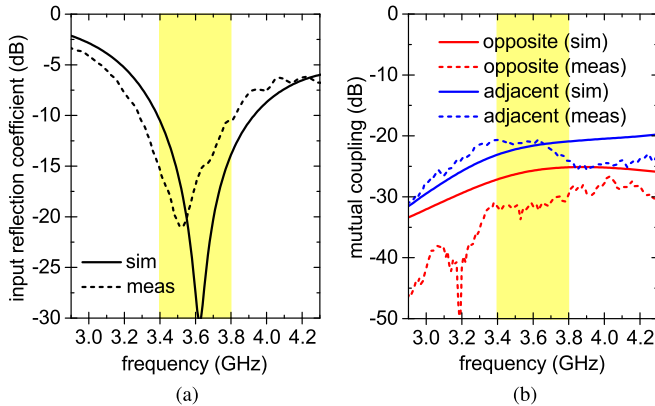 0
-5
-10
-15
-20
-25
-30
input reflection coefficient (dB)
sim
meas
3.0 3.2 3.4 3.6 3.8 4.0 4.2
frequency (GHz)
(a)
0
-10
-20
-30
-40
-50
mutual coupling (dB)
opposite (sim)
opposite (meas)
adjacent (sim)
adjacent (meas)
3.0 3.2 3.4 3.6 3.8 4.0 4.2
frequency (GHz)
(b)